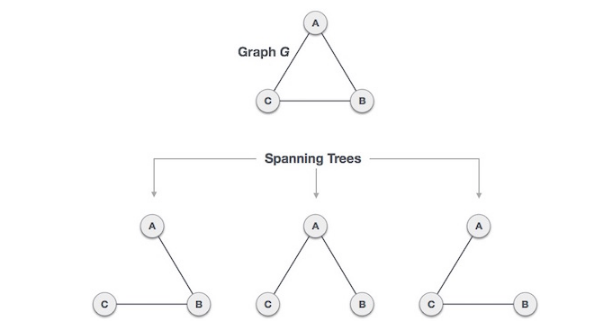 A
Graph G
C B
Spanning Trees
A A A
C B C B C B